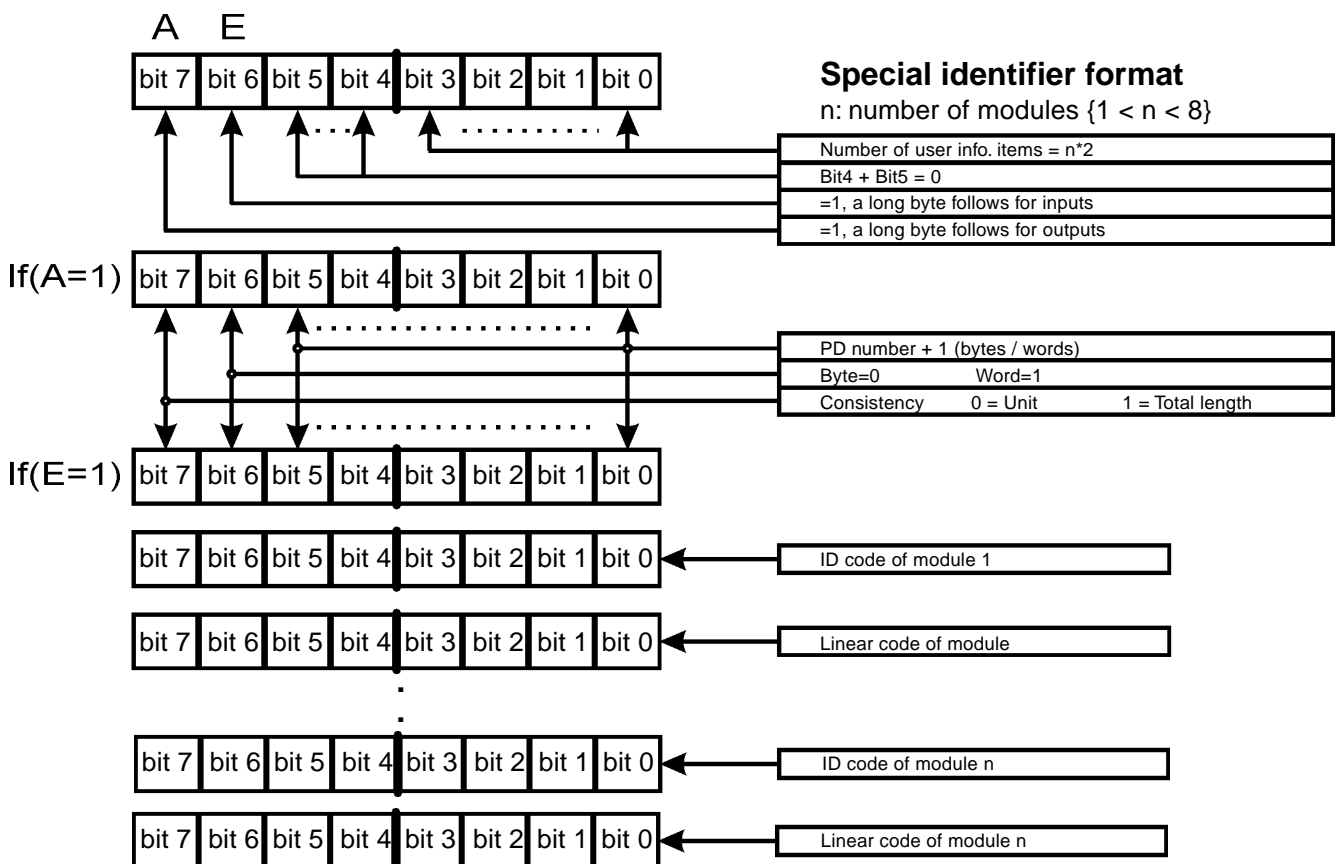 A E
bit 7 bit 6 bit 5 bit 4 bit 3 bit 2 bit 1 bit 0
Special identifier format
n: number of modules {1 < n < 8}
Number of user info. items = n*2
Bit4 + Bit5 = 0
=1, a long byte follows for inputs
=1, a long byte follows for outputs
If(A=1) bit 7 bit 6 bit 5 bit 4 bit 3 bit 2 bit 1 bit 0
PD number + 1 (bytes / words)
Byte=0 Word=1
Consistency 0 = Unit 1 = Total length
If(E=1) bit 7 bit 6 bit 5 bit 4 bit 3 bit 2 bit 1 bit 0
bit 7 bit 6 bit 5 bit 4 bit 3 bit 2 bit 1 bit 0 ID code of module 1
bit 7 bit 6 bit 5 bit 4 bit 3 bit 2 bit 1 bit 0 Linear code of module
bit 7 bit 6 bit 5 bit 4 bit 3 bit 2 bit 1 bit 0 ID code of module n
bit 7 bit 6 bit 5 bit 4 bit 3 bit 2 bit 1 bit 0 Linear code of module n